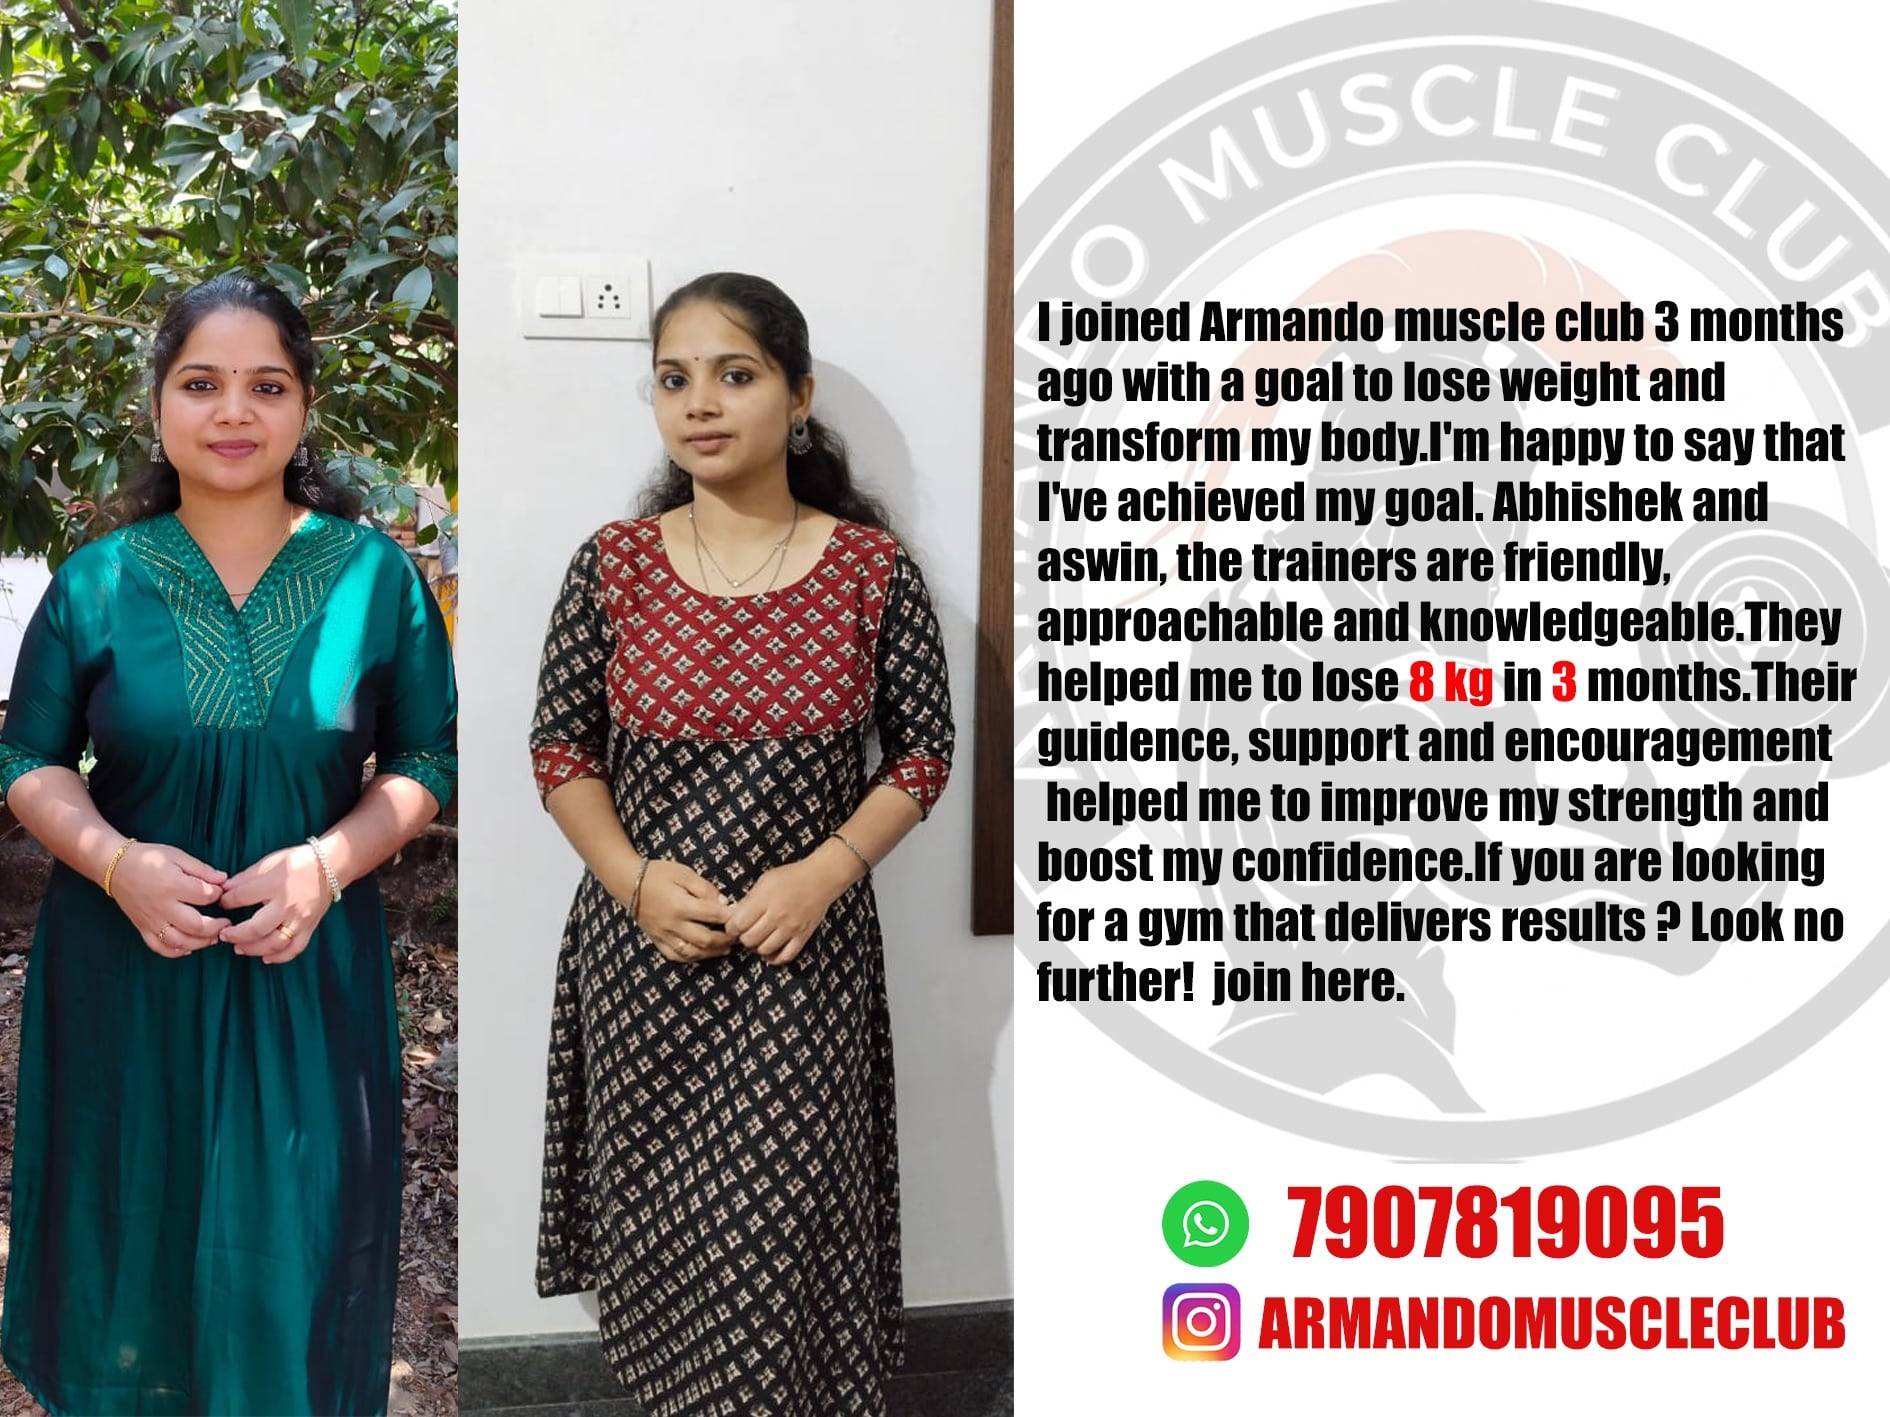 ARMANDO MUSCLE CLUB
I joined Armando muscle club 3 months
ago with a goal to lose weight and
transform my body.I'm happy to say that
I've achieved my goal. Abhishek and
aswin, the trainers are friendly,
approachable and knowledgeable.They
helped me to lose 8 kg in 3 months.Their
guidence, support and encouragement
helped me to improve my strength and
boost my confidence.If you are looking
for a gym that delivers results ? Look no
further! join here.
7907819095
ARMANDOMUSCLECLUB